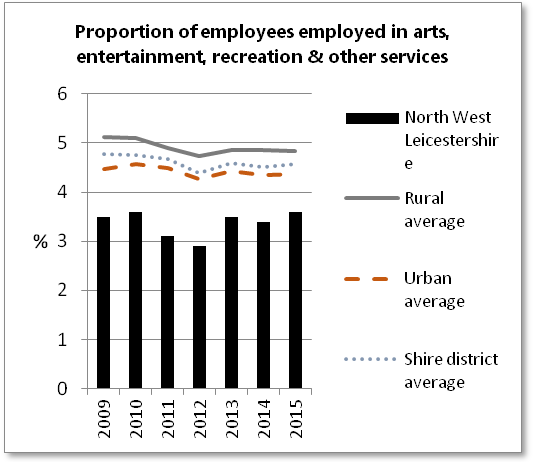 Proportion of employees employed in arts,
entertainment, recreation & other services
6
5
4
3
2
1
0
%
2009
2010
2011
2012
2013
2014
2015
North West
Leicestershir
e
Rural
average
Urban
average
Shire district
average